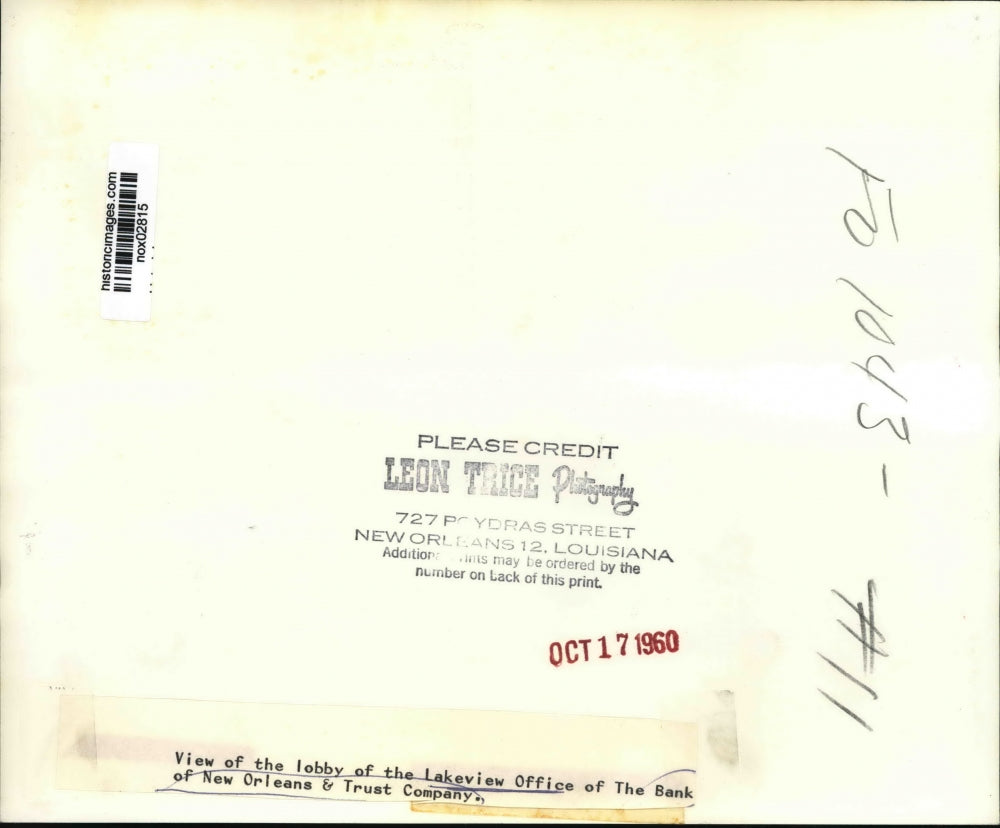 historicimages.com
nox02815
PLEASE CREDIT
LEON TRICE Photography
727 STREET
NEW ORLEANS 12, LOUISIANA
may be ordered by the
number on back of this print.
OCT 17 1960
1043 -
# 11
View of the lobby of the Lakeview Office of The Bank
of New Orleans & Trust Company.,